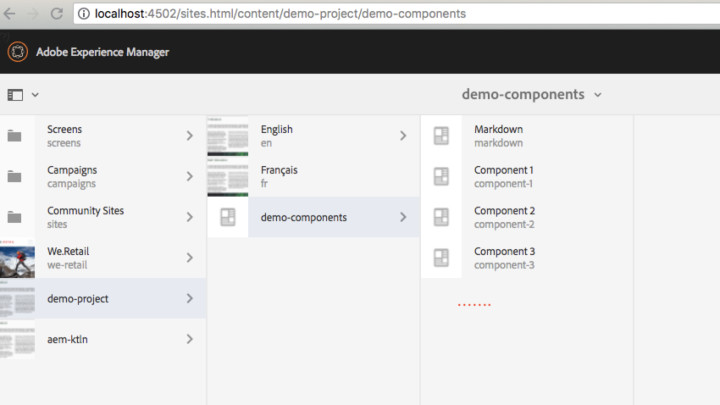 localhost:4502/sites.html/content/demo-project/demo-components
Adobe Experience Manager
demo-components
Screens
screens
Campaigns
campaigns
Community Sites
sites
We.Retail
we-retail
demo-project
aem-ktln
English
en
Français
fr
demo-components
Markdown
markdown
Component 1
component-1
Component 2
component-2
Component 3
component-3
.......